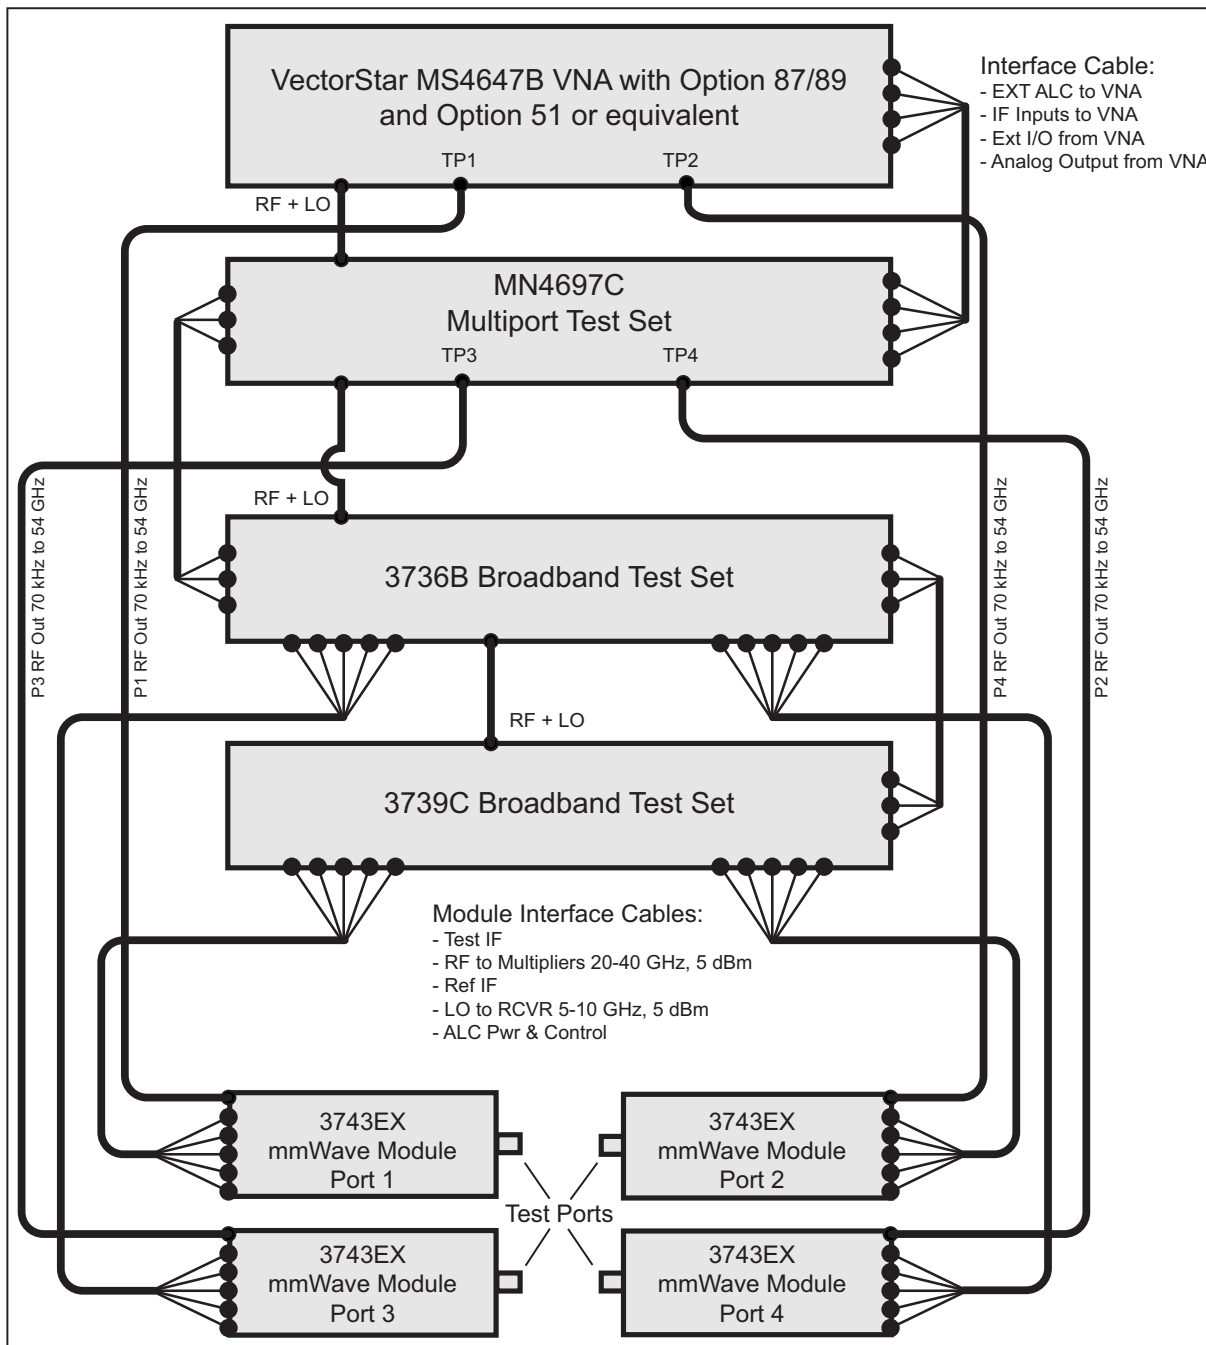 VectorStar MS4647B VNA with Option 87/89
and Option 51 or equivalent
TP1
TP2
Interface Cable:
- EXT ALC to VNA
- IF Inputs to VNA
- Ext I/O from VNA
- Analog Output from VNA
RF + LO
MN4697C
Multiport Test Set
TP3
TP4
RF + LO
P3 RF Out 70 kHz to 54 GHz
P1 RF Out 70 kHz to 54 GHz
P4 RF Out 70 kHz to 54 GHz
P2 RF Out 70 kHz to 54 GHz
3736B Broadband Test Set
RF + LO
3739C Broadband Test Set
Module Interface Cables:
- Test IF
- RF to Multipliers 20-40 GHz, 5 dBm
- Ref IF
- LO to RCVR 5-10 GHz, 5 dBm
- ALC Pwr & Control
3743EX
mmWave Module
Port 1
3743EX
mmWave Module
Port 2
Test Ports
3743EX
mmWave Module
Port 3
3743EX
mmWave Module
Port 4